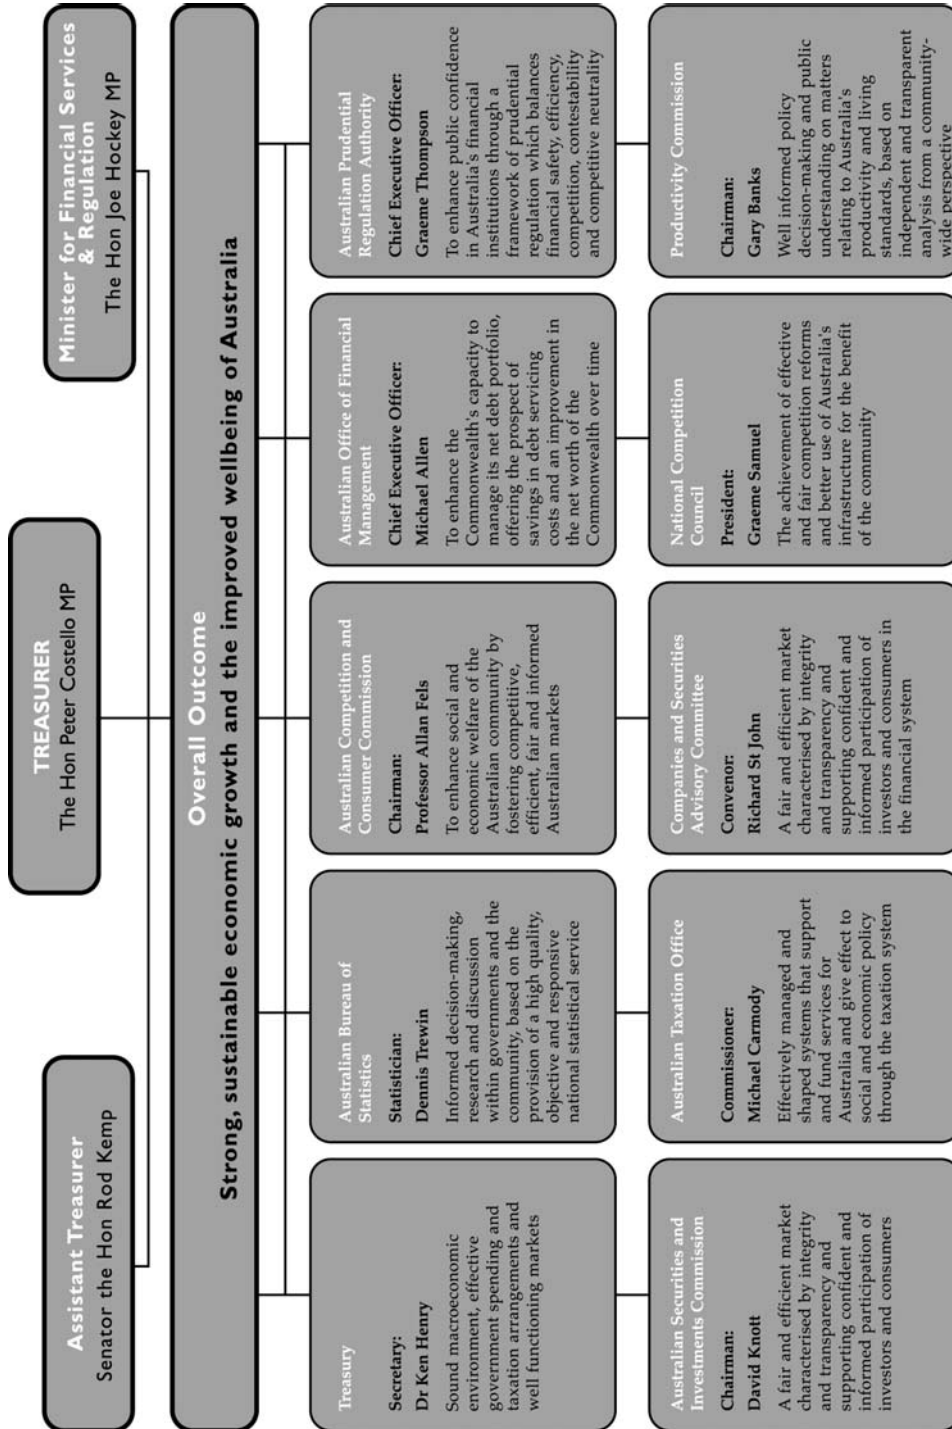 TREASURER
The Hon Peter Costello MP
Assistant Treasurer
Senator the Hon Rod Kemp
Minister for Financial Services
& Regulation
The Hon Joe Hockey MP
Overall Outcome
Strong, sustainable economic growth and the improved wellbeing of Australia
Treasury
Secretary:
Dr Ken Henry
Sound macroeconomic
environment, effective
government spending and
taxation arrangements and
well functioning markets
Australian Bureau of
Statistics
Statistician:
Dennis Trewin
Informed decision-making,
research and discussion
within governments and the
community, based on the
provision of a high quality,
objective and responsive
national statistical service
Australian Competition and
Consumer Commission
Chairman:
Professor Allan Fels
To enhance social and
economic welfare of the
Australian community by
fostering competitive,
efficient, fair and informed
Australian markets
Australian Office of Financial
Management
Chief Executive Officer:
Michael Allen
To enhance the
Commonwealth's capacity to
manage its net debt portfolio,
offering the prospect of
savings in debt servicing
costs and an improvement in
the net worth of the
Commonwealth over time
Australian Prudential
Regulation Authority
Chief Executive Officer:
Graeme Thompson
To enhance public confidence
in Australia's financial
institutions through a
framework of prudential
regulation which balances
financial safety, efficiency,
competition, contestability
and competitive neutrality
Australian Securities and
Investments Commission
Chairman:
David Knott
A fair and efficient market
characterised by integrity
and transparency and
supporting confident and
informed participation of
investors and consumers
Australian Taxation Office
Commissioner:
Michael Carmody
Effectively managed and
shaped systems that support
and fund services for
Australia and give effect to
social and economic policy
through the taxation system
Companies and Securities
Advisory Committee
Convenor:
Richard St John
A fair and efficient market
characterised by integrity
and transparency and
supporting confident and
informed participation of
investors and consumers in
the financial system
National Competition
Council
President:
Graeme Samuel
The achievement of effective
and fair competition reforms
and better use of Australia's
infrastructure for the benefit
of the community
Productivity Commission
Chairman:
Gary Banks
Well informed policy
decision-making and public
understanding on matters
relating to Australia's
productivity and living
standards, based on
independent and transparent
analysis from a community-
wide perspective